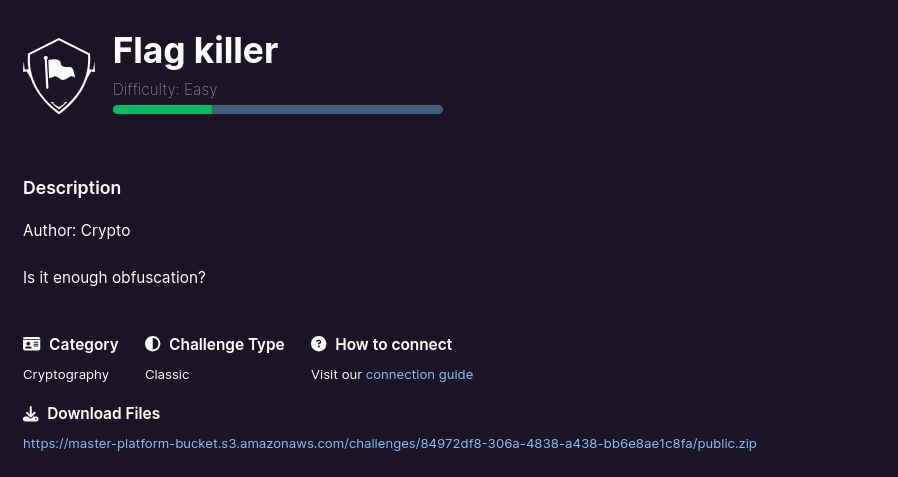 Flag killer
Difficulty: Easy
Description
Author: Crypto
Is it enough obfuscation?
Category
Challenge Type
How to connect
Cryptography
Classic
Visit our connection guide
Download Files
https://master-platform-bucket.s3.amazonaws.com/challenges/84972df8-306a-4838-a438-bb6e8ae1c8fa/public.zip